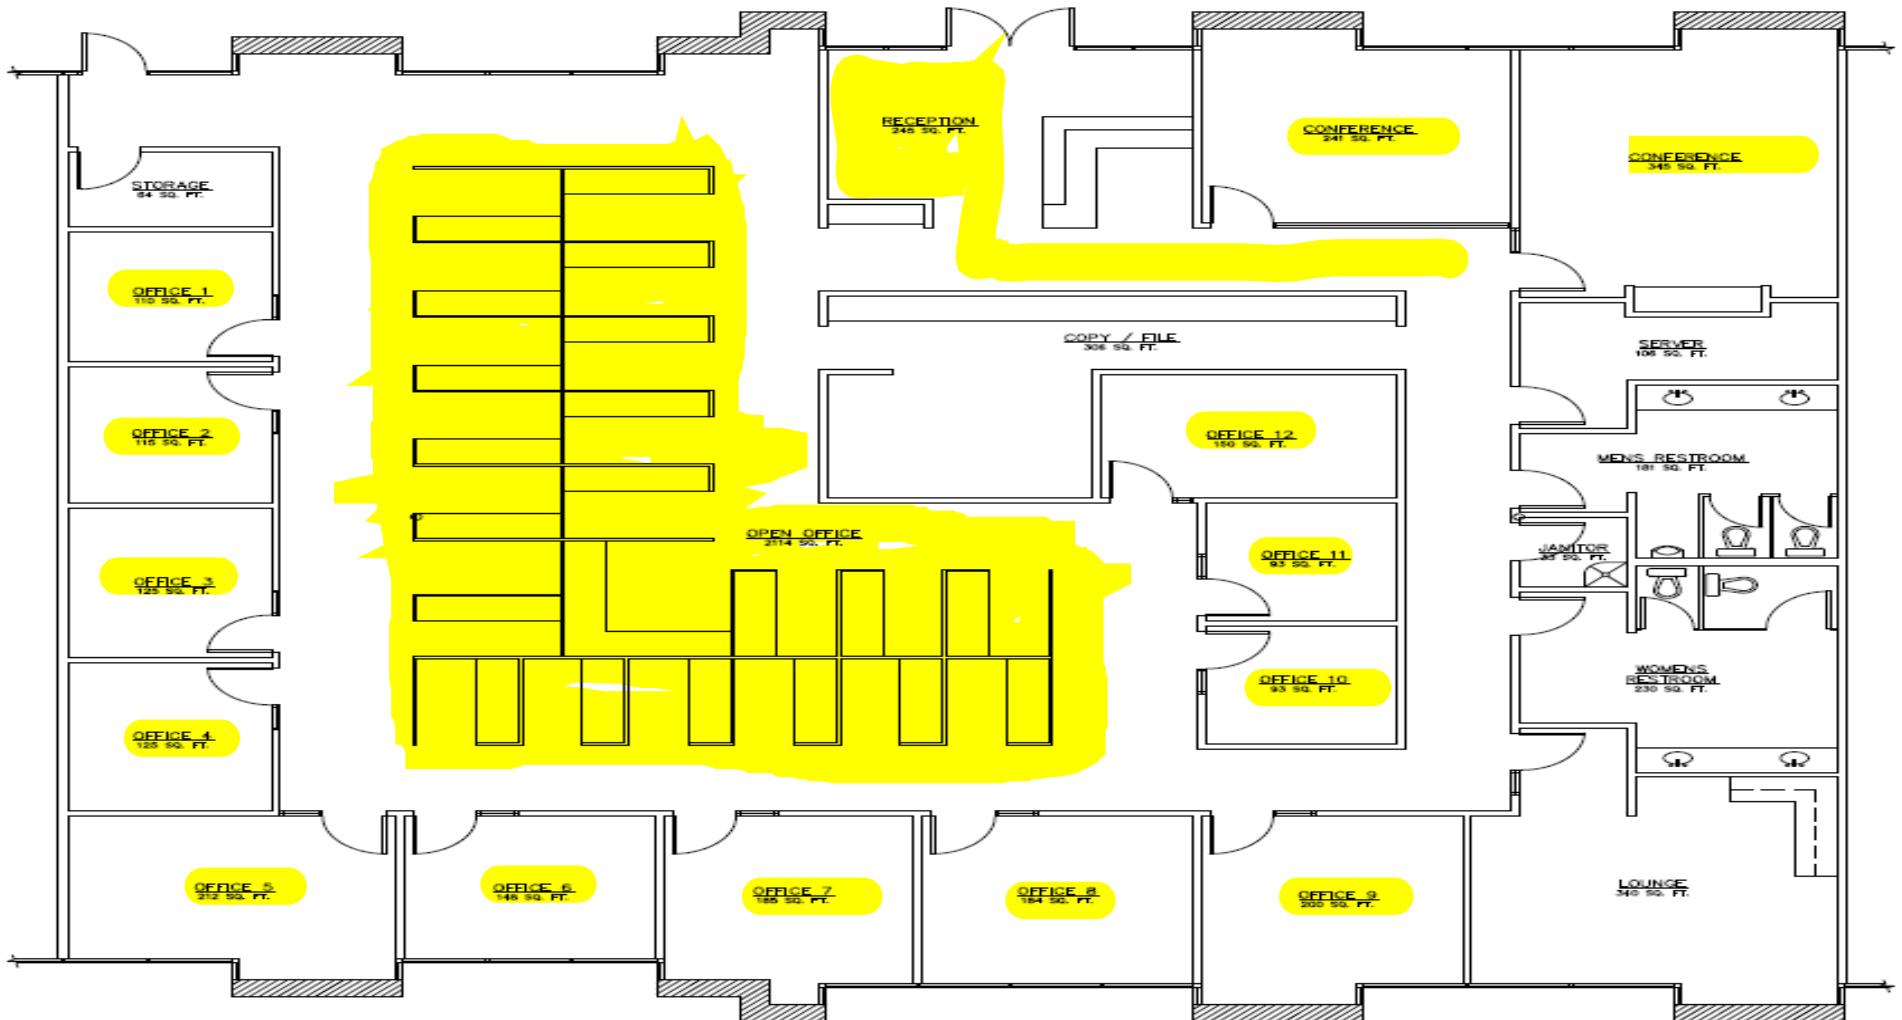 RECEPTION
245 SQ. FT.
CONFERENCE
241 SQ. FT.
CONFERENCE
345 SQ. FT.
STORAGE
64 SQ. FT.
OFFICE 1
110 SQ. FT.
COPY / FILE
306 SQ. FT.
SERVER
106 SQ. FT.
OFFICE 2
115 SQ. FT.
OFFICE 12
150 SQ. FT.
MENS RESTROOM
181 SQ. FT.
OPEN OFFICE
2114 SQ. FT.
OFFICE 11
93 SQ. FT.
JANITOR
SQ. FT.
OFFICE 3
125 SQ. FT.
OFFICE 10
93 SQ. FT.
WOMENS
RESTROOM
230 SQ. FT.
OFFICE 4
125 SQ. FT.
OFFICE 5
212 SQ. FT.
OFFICE 6
146 SQ. FT.
OFFICE 7
185 SQ. FT.
OFFICE 8
184 SQ. FT.
OFFICE 9
200 SQ. FT.
LOUNGE
340 SQ. FT.